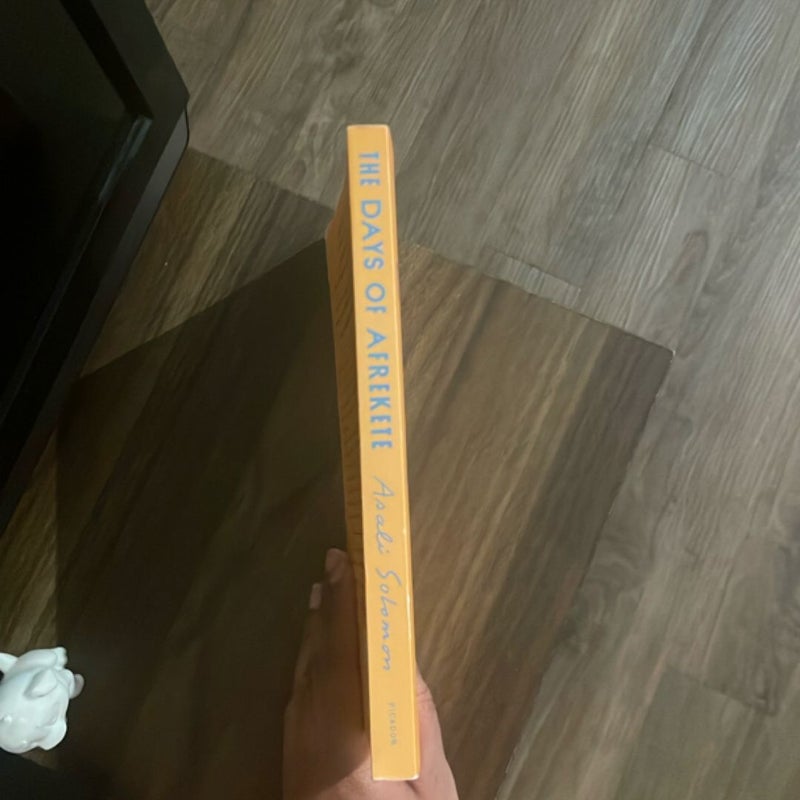 THE DAYS OF AFREKETE Asali Solomon PICADOR